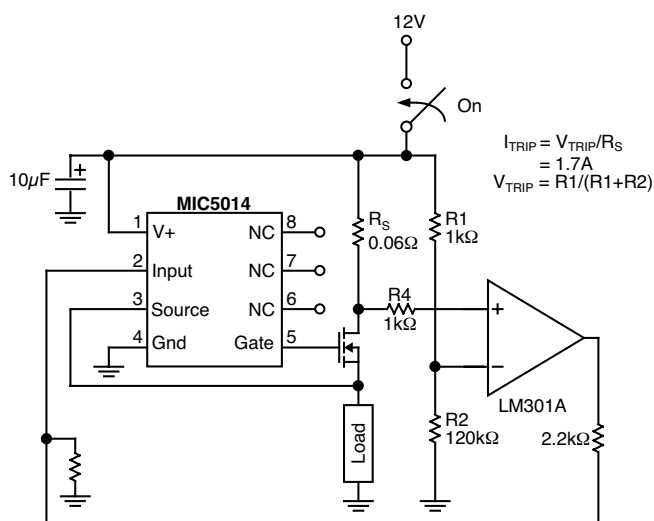 12V
On
I_TRIP = V_TRIP/R_S
= 1.7A
V_TRIP = R1/(R1+R2)
10µF
+
MIC5014
1 V+ NC 8
2 Input NC 7
3 Source NC 6
4 Gnd Gate 5
R_S
0.06Ω
R1
1kΩ
R4
1kΩ
+
−
LM301A
R2
120kΩ
2.2kΩ
Load